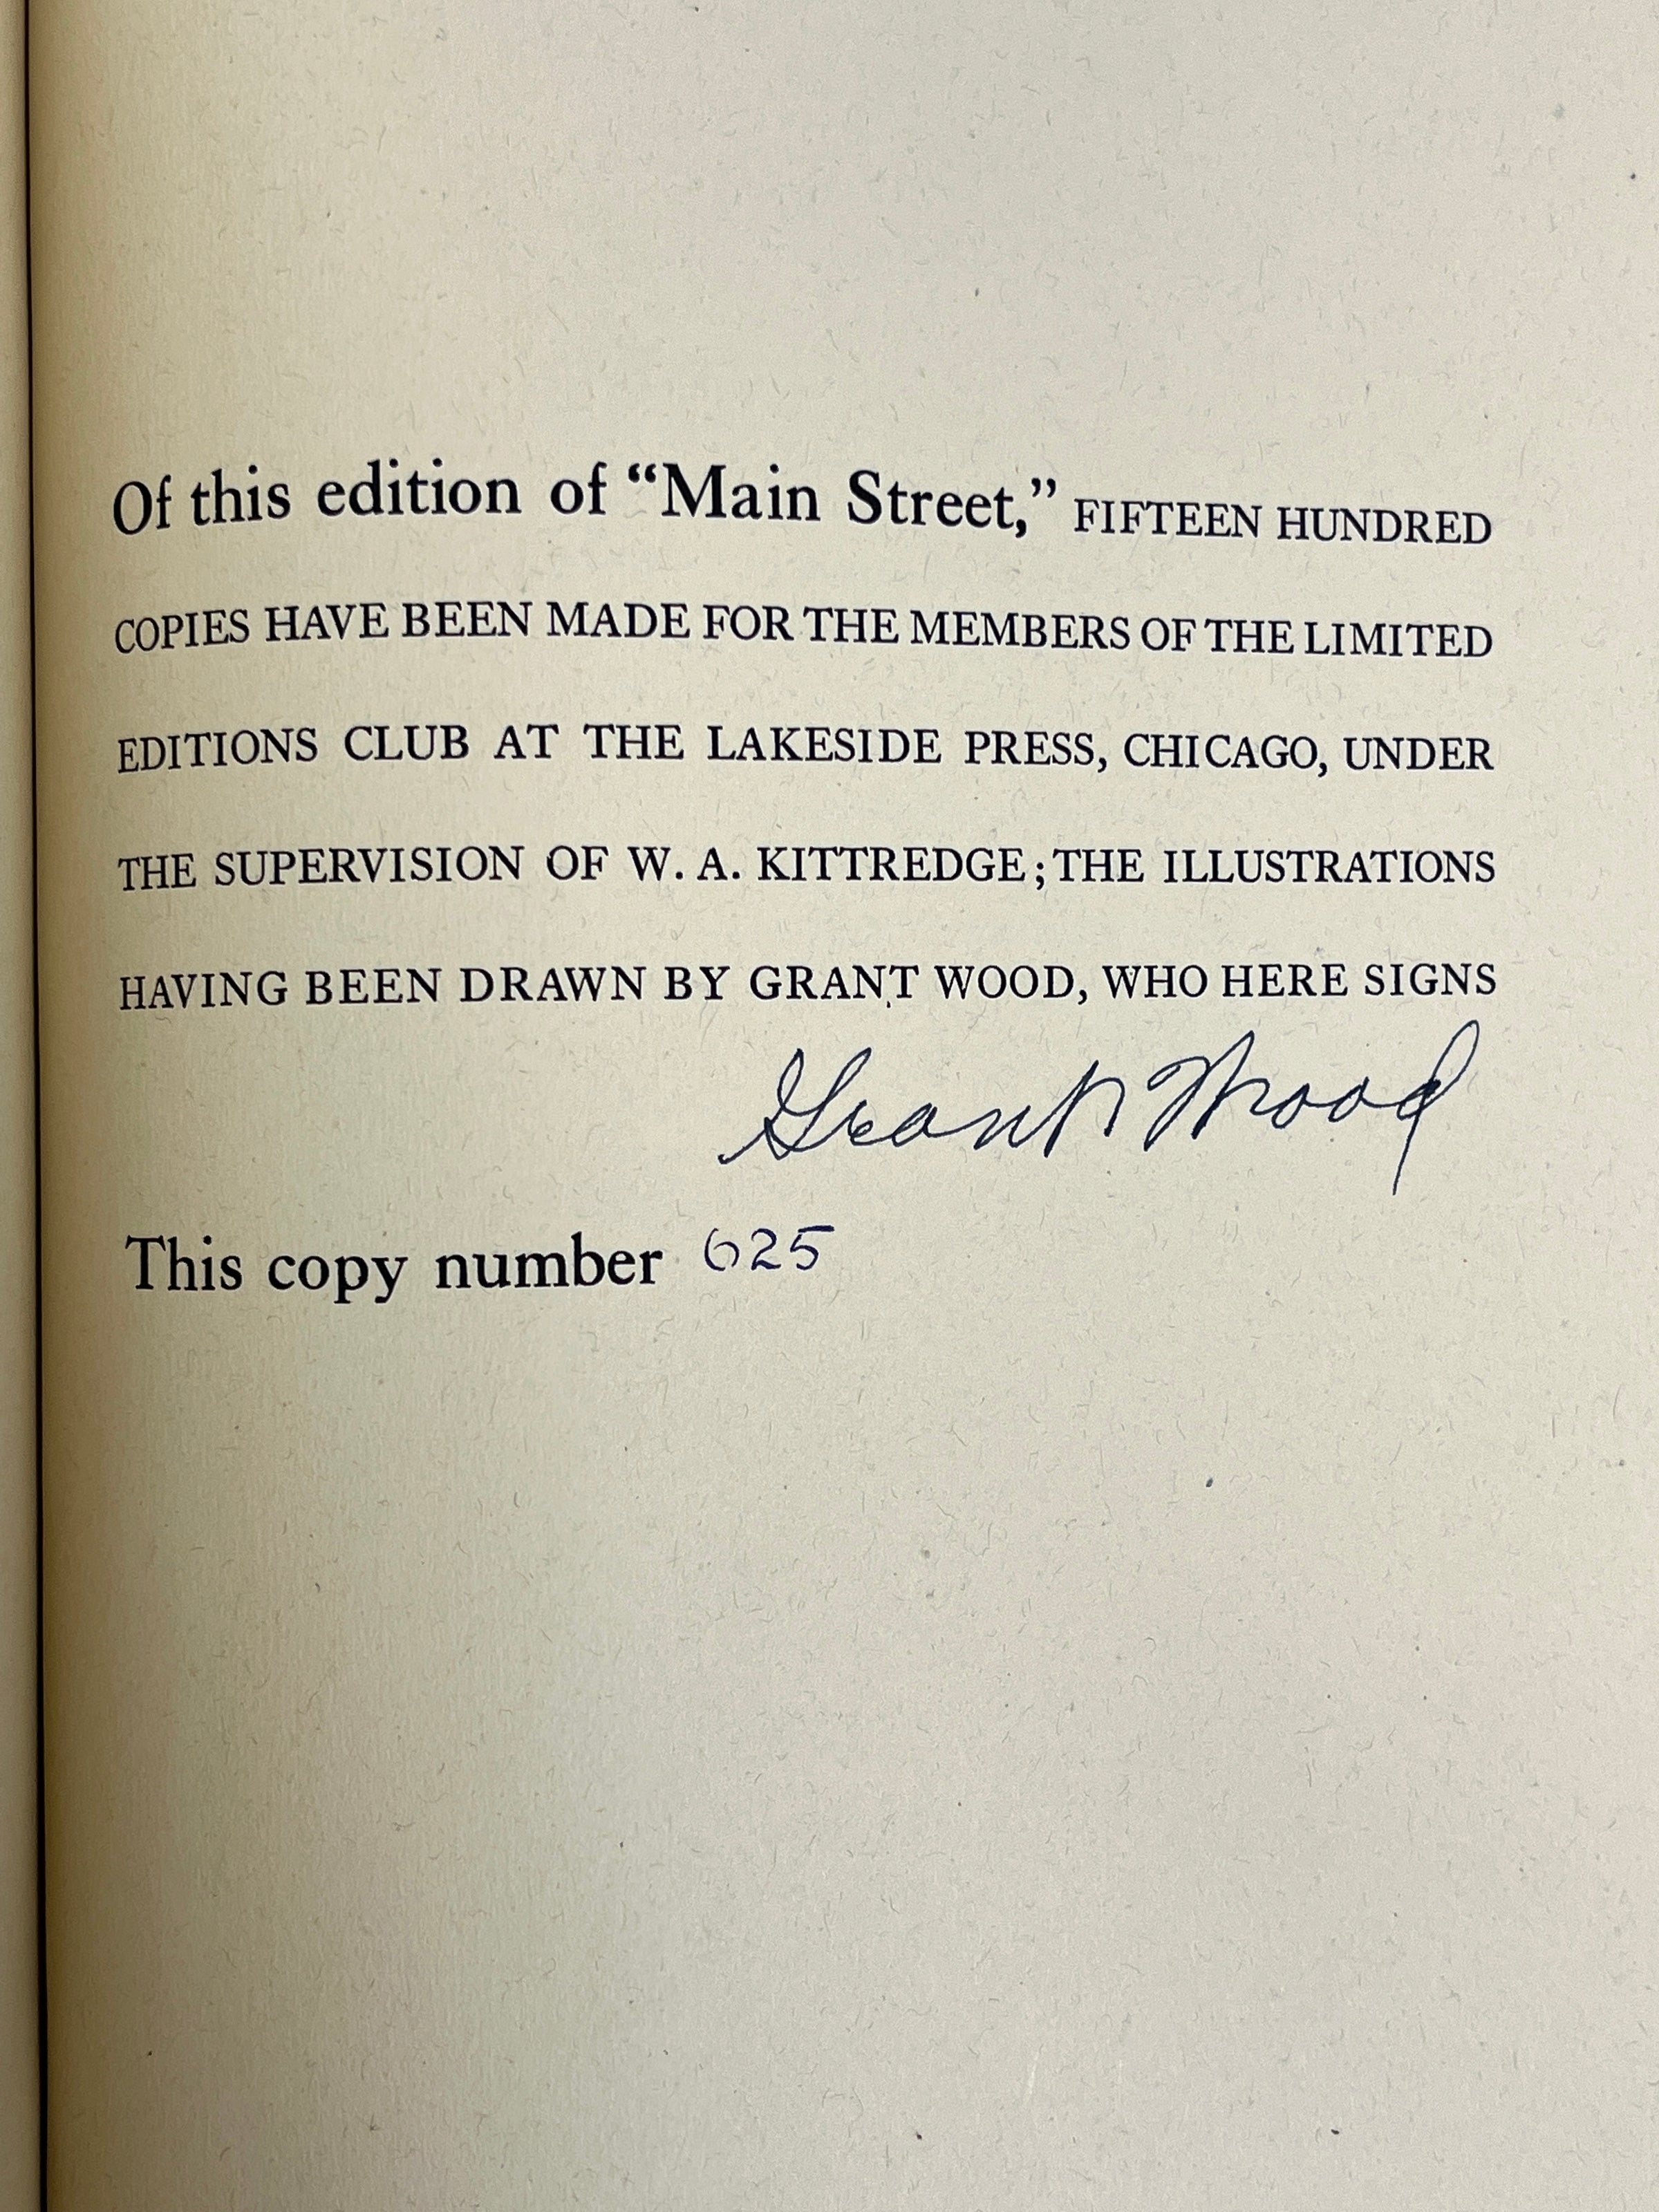 Of this edition of “Main Street,” FIFTEEN HUNDRED
COPIES HAVE BEEN MADE FOR THE MEMBERS OF THE LIMITED
EDITIONS CLUB AT THE LAKESIDE PRESS, CHICAGO, UNDER
THE SUPERVISION OF W. A. KITTREDGE; THE ILLUSTRATIONS
HAVING BEEN DRAWN BY GRANT WOOD, WHO HERE SIGNS
Grant Wood
This copy number 625